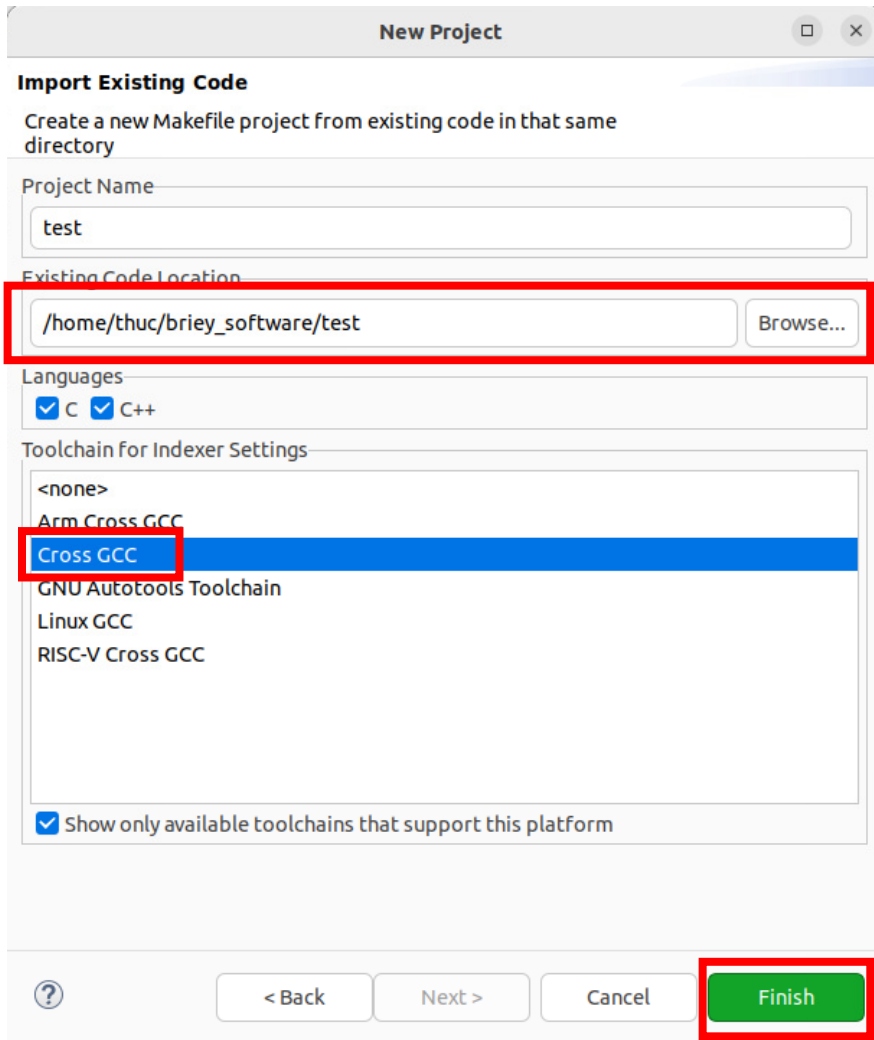 New Project
Import Existing Code
Create a new Makefile project from existing code in that same
directory
Project Name
test
Existing Code Location
/home/thuc/briey_software/test
Browse...
Languages
C C++
Toolchain for Indexer Settings
<none>
Arm Cross GCC
Cross GCC
GNU Autotools Toolchain
Linux GCC
RISC-V Cross GCC
Show only available toolchains that support this platform
< Back Next > Cancel Finish